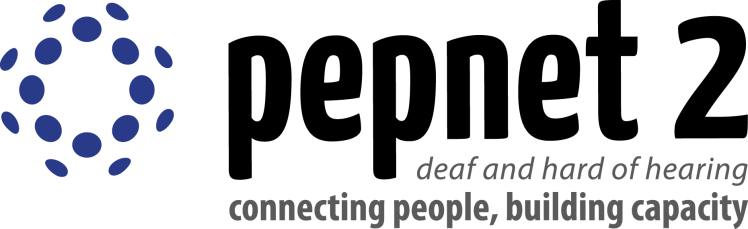 pepnet 2
deaf and hard of hearing
connecting people, building capacity